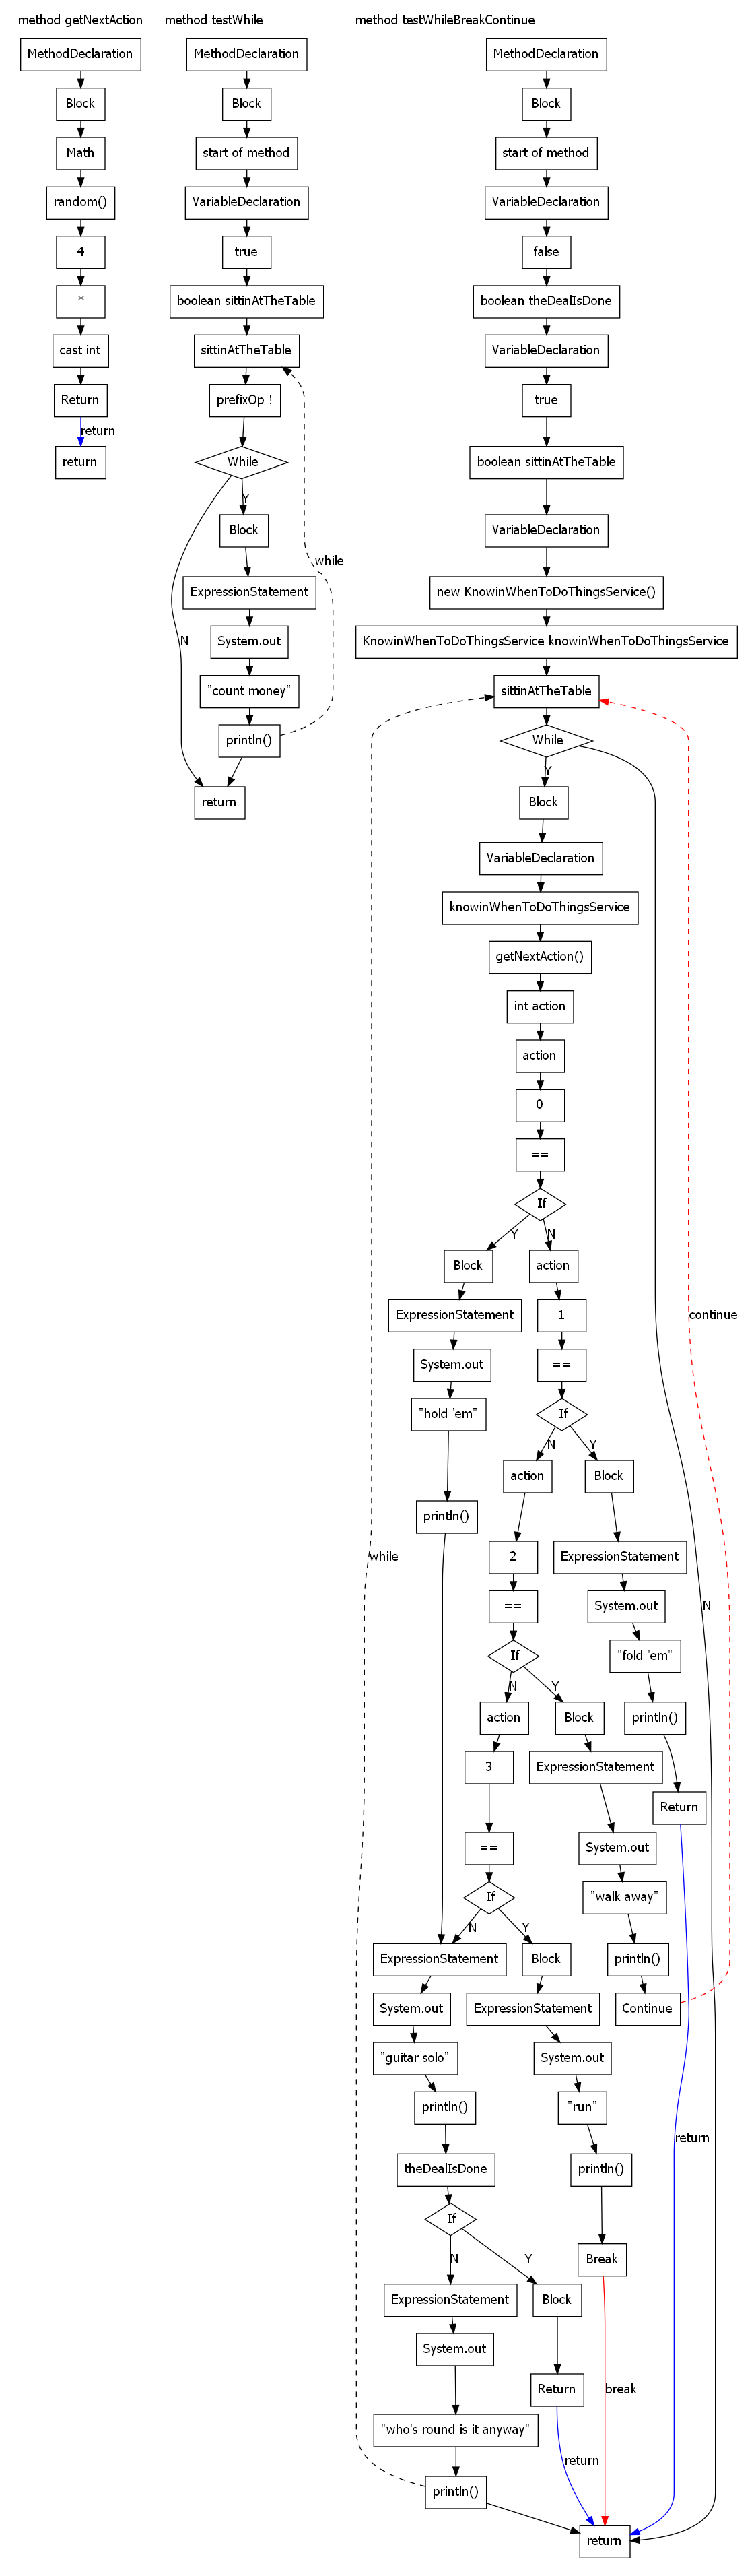 method getNextAction
MethodDeclaration
Block
Math
random()
4
*
cast int
Return
return
return
method testWhile
MethodDeclaration
Block
start of method
VariableDeclaration
true
boolean sittinAtTheTable
sittinAtTheTable
prefixOp !
While
Y
N
Block
ExpressionStatement
System.out
"count money"
println()
while
return
method testWhileBreakContinue
MethodDeclaration
Block
start of method
VariableDeclaration
false
boolean theDealIsDone
VariableDeclaration
true
boolean sittinAtTheTable
VariableDeclaration
new KnowinWhenToDoThingsService()
KnowinWhenToDoThingsService knowinWhenToDoThingsService
sittinAtTheTable
While
Y
Block
VariableDeclaration
knowinWhenToDoThingsService
getNextAction()
int action
action
0
==
If
Y
N
Block
action
ExpressionStatement
1
continue
System.out
==
"hold 'em"
If
N
Y
action
Block
println()
2
ExpressionStatement
while
==
System.out
N
If
"fold 'em"
N
Y
action
Block
println()
3
ExpressionStatement
Return
==
System.out
If
"walk away"
N
Y
ExpressionStatement
Block
println()
System.out
ExpressionStatement
Continue
"guitar solo"
System.out
println()
"run"
return
theDealIsDone
println()
If
N
Y
Break
ExpressionStatement
Block
System.out
Return
break
"who's round is it anyway"
return
println()
return